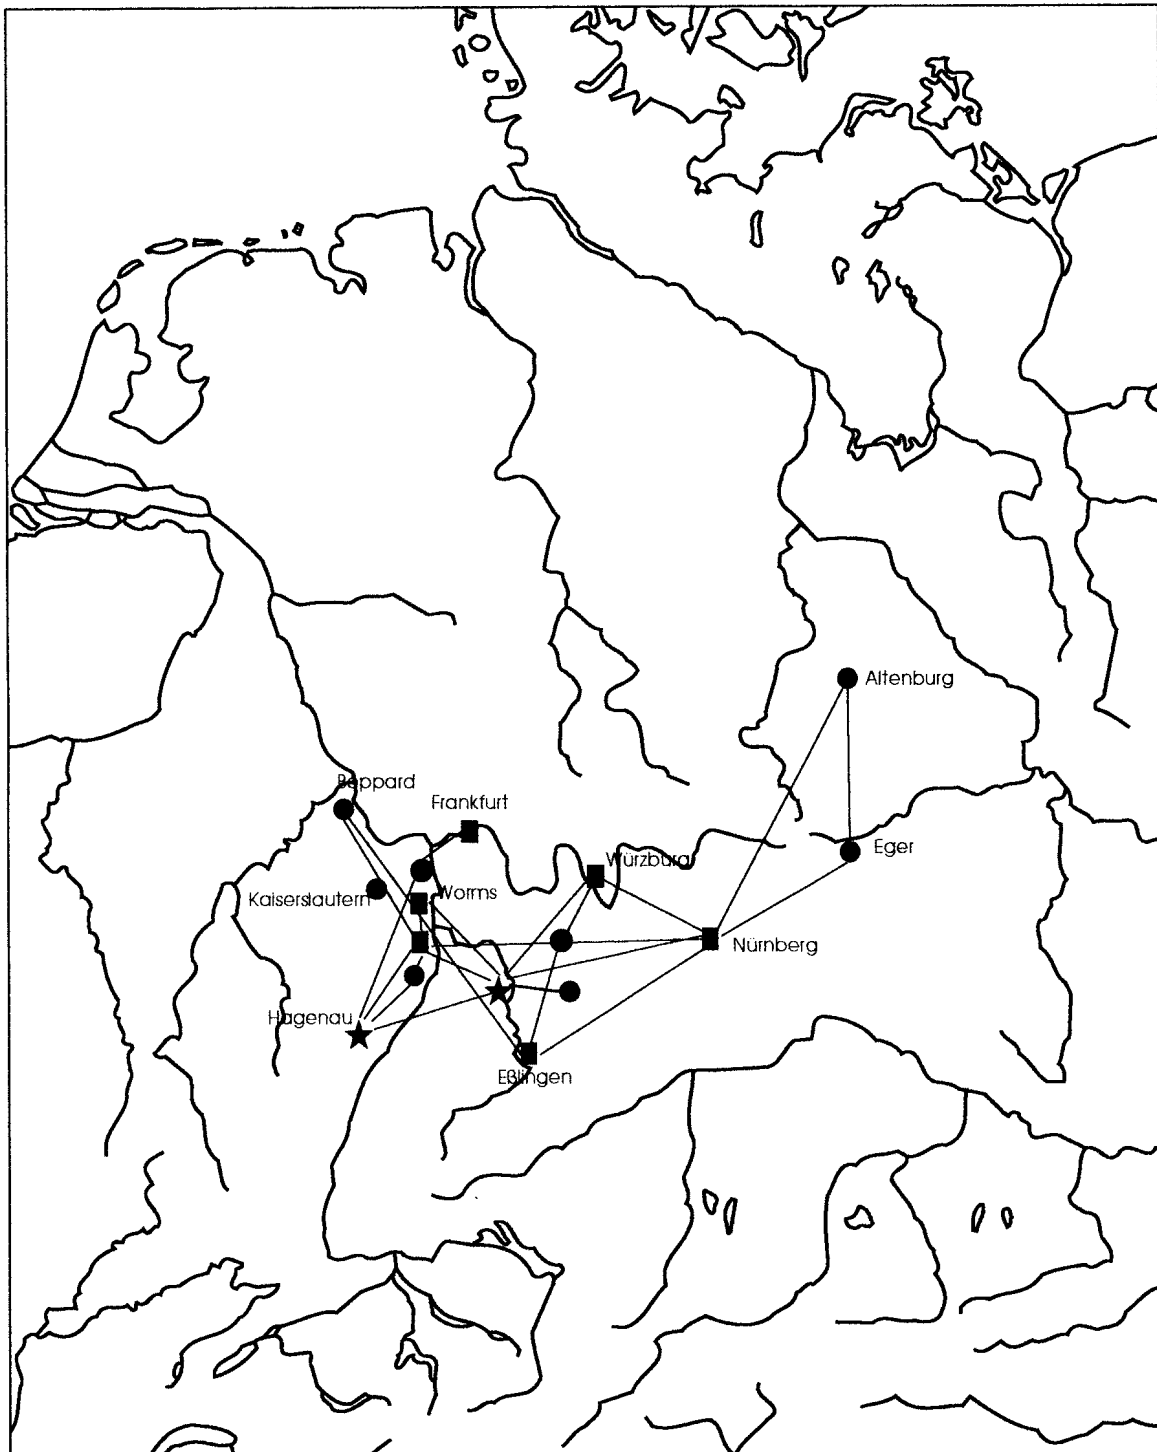 Altenburg
Boppard
Frankfurt
Eger
Würzburg
Kaiserslautern
Worms
Nürnberg
Hagenau
Eßlingen